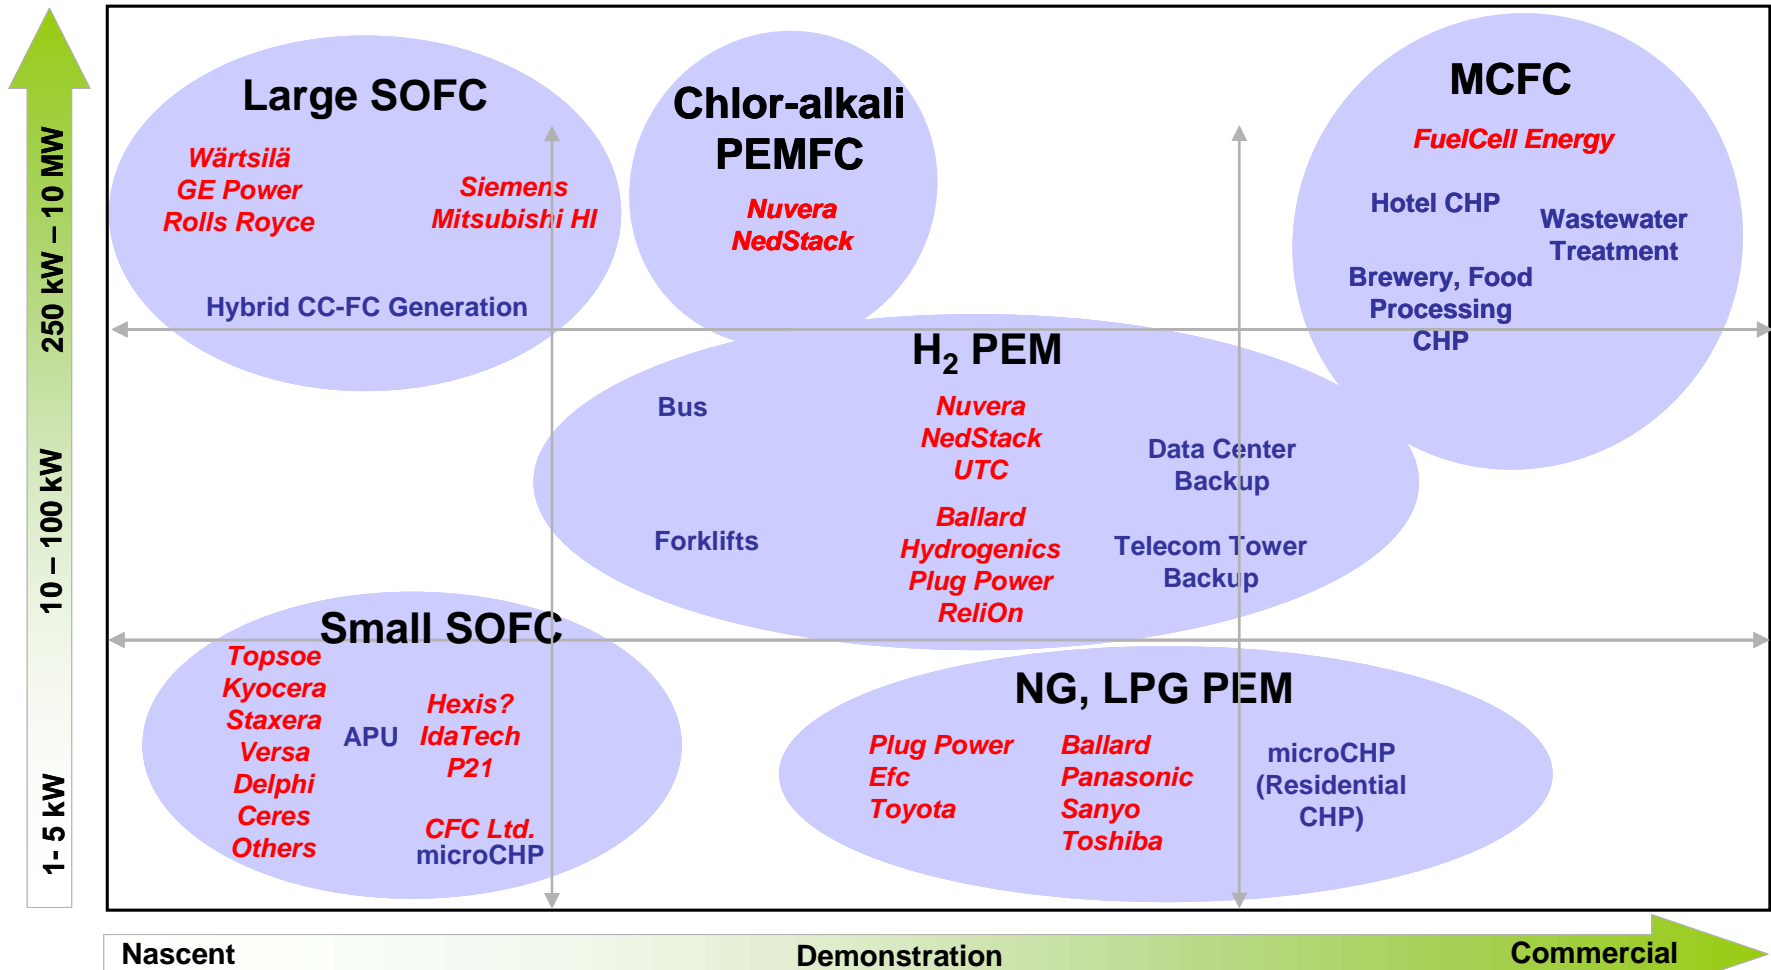 250 kW – 10 MW
10 – 100 kW
1- 5 kW
Large SOFC
Wärtsilä
GE Power
Rolls Royce
Siemens
Mitsubishi HI
Hybrid CC-FC Generation
Chlor-alkali
PEMFC
Nuvera
NedStack
MCFC
FuelCell Energy
Hotel CHP
Wastewater
Treatment
Brewery, Food
Processing
CHP
H2 PEM
Bus
Forklifts
Nuvera
NedStack
UTC
Ballard
Hydrogenics
Plug Power
ReliOn
Data Center
Backup
Telecom Tower
Backup
Small SOFC
Topsoe
Kyocera
Staxera
Versa
Delphi
Ceres
Others
APU
Hexis?
IdaTech
P21
CFC Ltd.
microCHP
NG, LPG PEM
Plug Power
Efc
Toyota
Ballard
Panasonic
Sanyo
Toshiba
microCHP
(Residential
CHP)
Nascent
Demonstration
Commercial